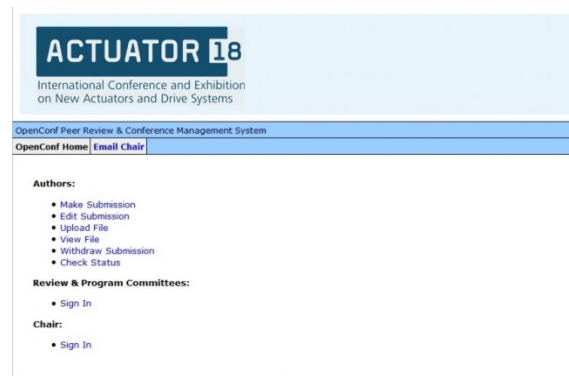 ACTUATOR 18
International Conference and Exhibition
on New Actuators and Drive Systems
OpenConf Peer Review & Conference Management System
OpenConf Home Email Chair
Authors:
Make Submission
Edit Submission
Upload File
View File
Withdraw Submission
Check Status
Review & Program Committees:
Sign In
Chair:
Sign In